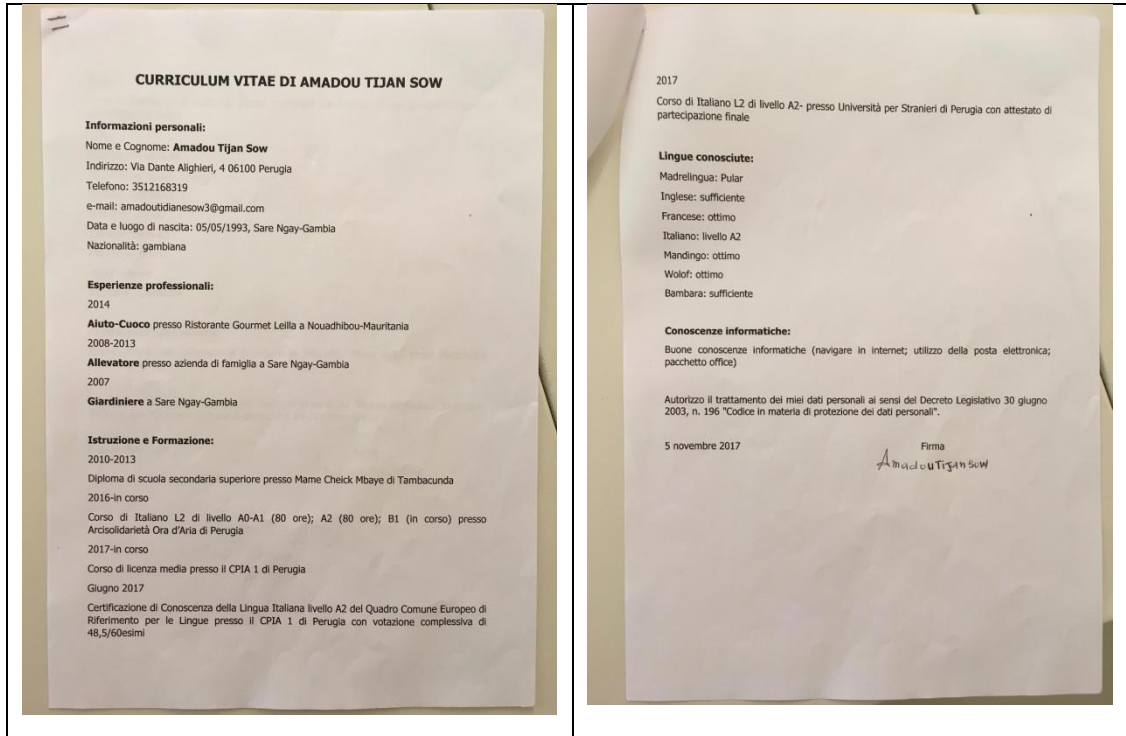 CURRICULUM VITAE DI AMADOU TIJAN SOW
Informazioni personali:
Nome e Cognome: Amadou Tijan Sow
Indirizzo: Via Dante Alighieri, 4 06100 Perugia
Telefono: 3512168319
e-mail: amadoutidianesow3@gmail.com
Data e luogo di nascita: 05/05/1993, Sare Ngay-Gambia
Nazionalità: gambiana
Esperienze professionali:
2014
Aiuto-Cuoco presso Ristorante Gourmet Leilla a Nouadhibou-Mauritania
2008-2013
Allevatore presso azienda di famiglia a Sare Ngay-Gambia
2007
Giardiniere a Sare Ngay-Gambia
Istruzione e Formazione:
2010-2013
Diploma di scuola secondaria superiore presso Mame Cheick Mbaye di Tambacunda
2016-in corso
Corso di Italiano L2 di livello A0-A1 (80 ore); A2 (80 ore); B1 (in corso) presso
Arcisolidarietà Ora d'Aria di Perugia
2017-in corso
Corso di licenza media presso il CPIA 1 di Perugia
Giugno 2017
Certificazione di Conoscenza della Lingua Italiana livello A2 del Quadro Comune Europeo di
Riferimento per le Lingue presso il CPIA 1 di Perugia con votazione complessiva di
48,5/60esimi
2017
Corso di Italiano L2 di livello A2- presso Università per Stranieri di Perugia con attestato di
partecipazione finale
Lingue conosciute:
Madrelingua: Pular
Inglese: sufficiente
Francese: ottimo
Italiano: livello A2
Mandingo: ottimo
Wolof: ottimo
Bambara: sufficiente
Conoscenze informatiche:
Buone conoscenze informatiche (navigare in internet; utilizzo della posta elettronica;
pacchetto office)
Autorizzo il trattamento dei miei dati personali ai sensi del Decreto Legislativo 30 giugno
2003, n. 196 "Codice in materia di protezione dei dati personali".
5 novembre 2017 Firma
Amadou Tijan sow